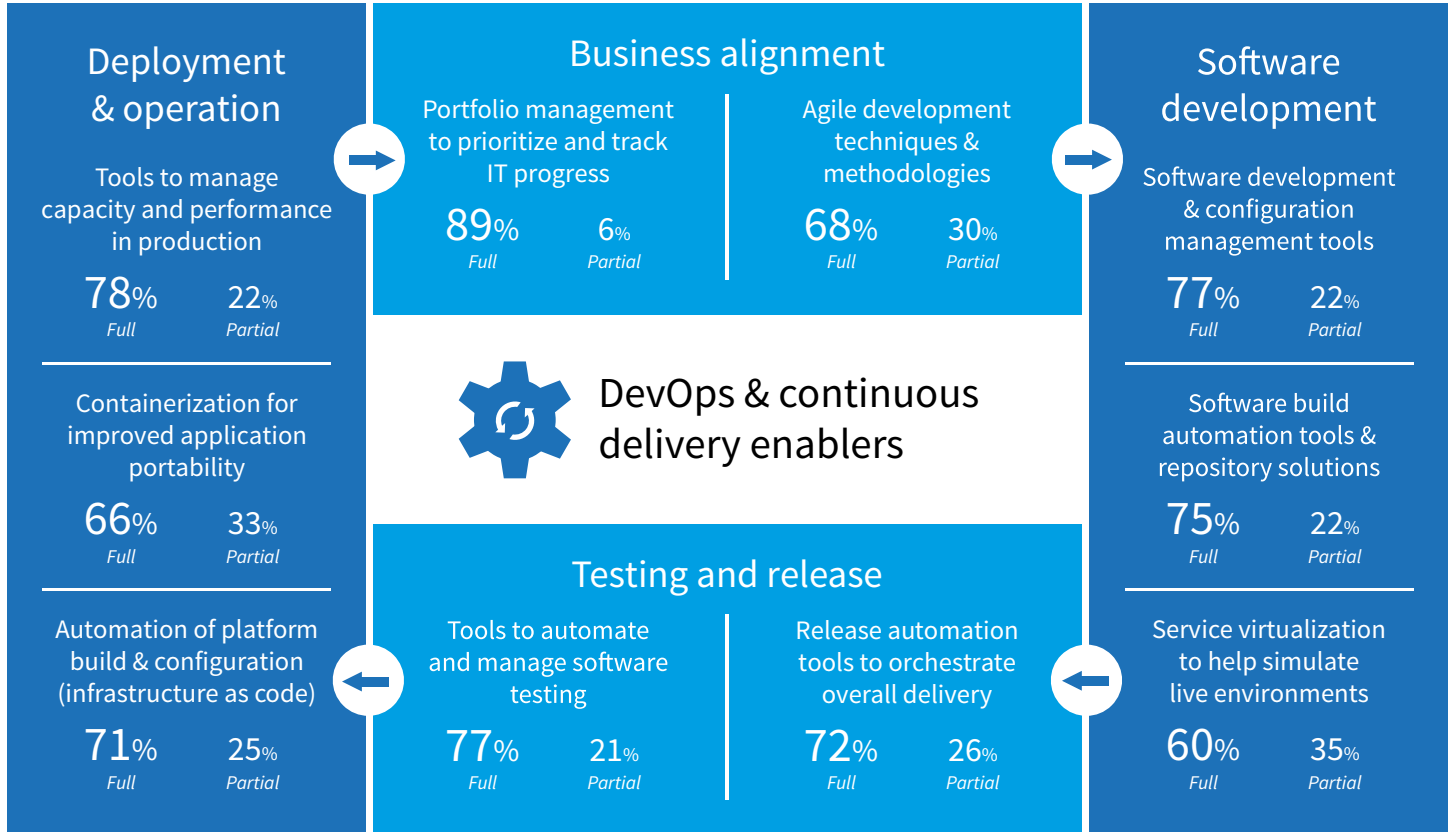 Deployment
& operation
Tools to manage
capacity and performance
in production
78% 22%
Full Partial
Containerization for
improved application
portability
66% 33%
Full Partial
Automation of platform
build & configuration
(infrastructure as code)
71% 25%
Full Partial
Business alignment
Portfolio management
to prioritize and track
IT progress
89% 6%
Full Partial
Agile development
techniques &
methodologies
68% 30%
Full Partial
DevOps & continuous
delivery enablers
Testing and release
Tools to automate
and manage software
testing
77% 21%
Full Partial
Release automation
tools to orchestrate
overall delivery
72% 26%
Full Partial
Software
development
Software development
& configuration
management tools
77% 22%
Full Partial
Software build
automation tools &
repository solutions
75% 22%
Full Partial
Service virtualization
to help simulate
live environments
60% 35%
Full Partial